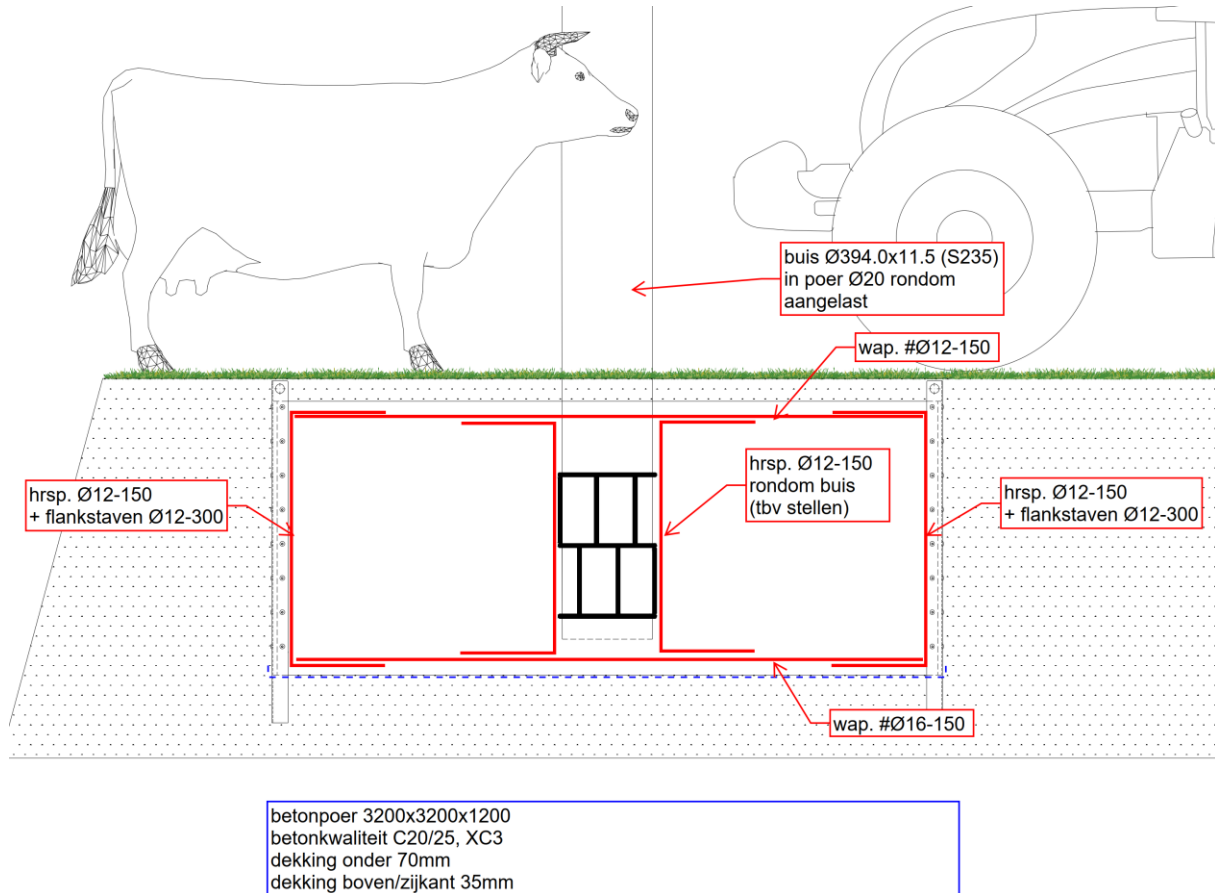 buis Ø394.0x11.5 (S235)
in poer Ø20 rondom
aangelast
wap. #Ø12-150
hrsp. Ø12-150
+ flankstaven Ø12-300
hrsp. Ø12-150
rondom buis
(tbv stellen)
hrsp. Ø12-150
+ flankstaven Ø12-300
wap. #Ø16-150
betonpoer 3200x3200x1200
betonkwaliteit C20/25, XC3
dekking onder 70mm
dekking boven/zijkant 35mm